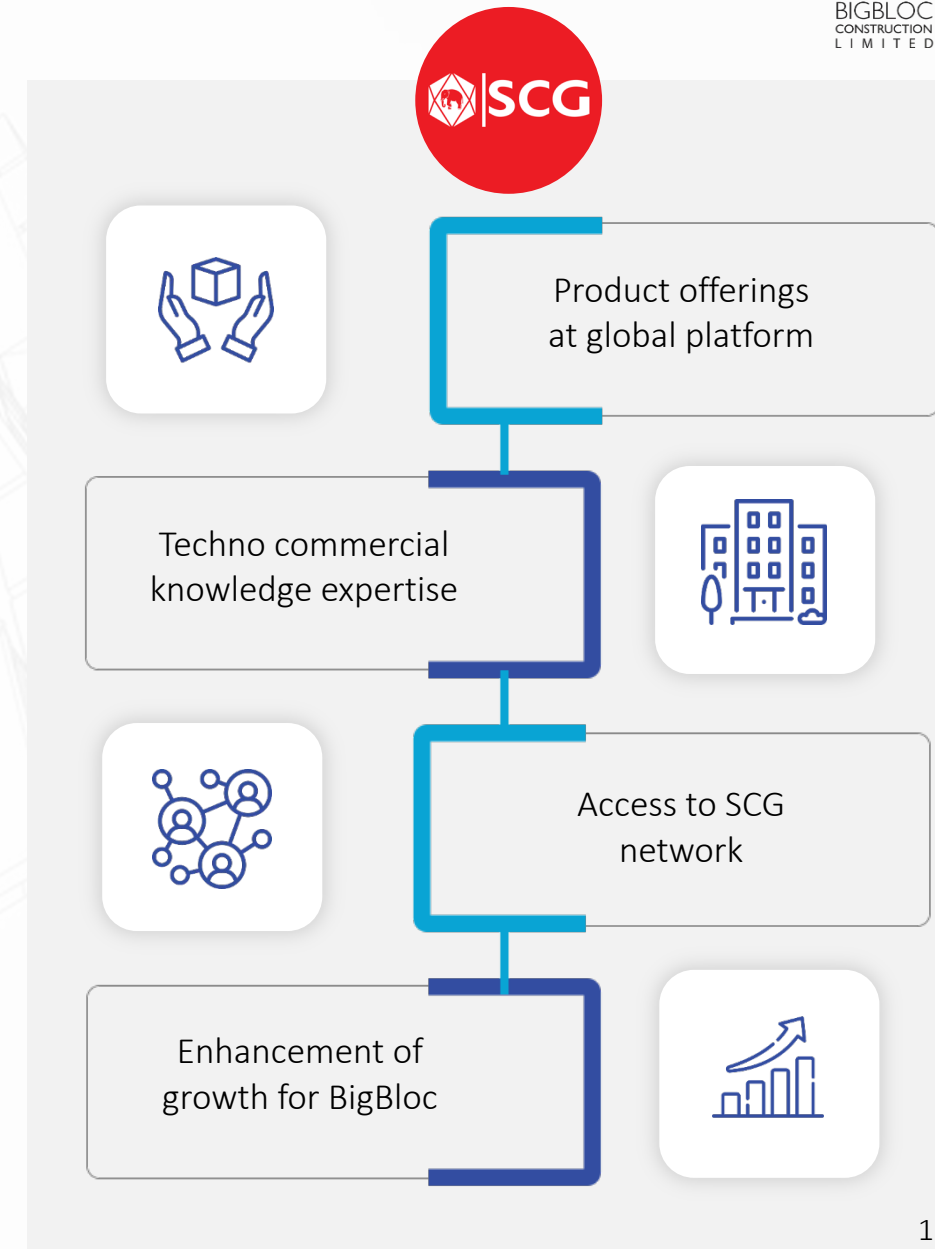 BIGBLOC
CONSTRUCTION
LIMITED
SCG
Product offerings
at global platform
Techno commercial
knowledge expertise
Access to SCG
network
Enhancement of
growth for BigBloc
1